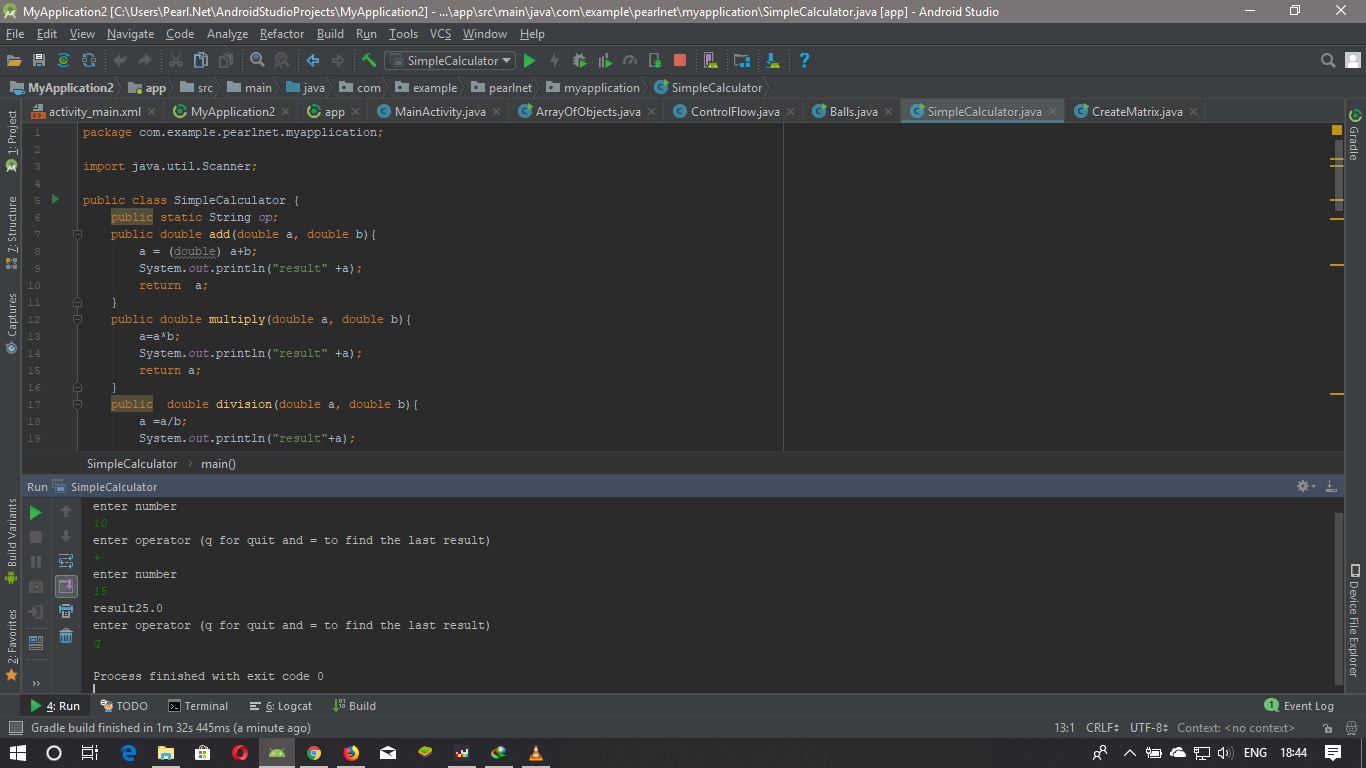 MyApplication2 [C:\Users\Pearl.Net\AndroidStudioProjects\MyApplication2] - ...\app\src\main\java\com\example\pearlnet\myapplication\SimpleCalculator.java [app] - Android Studio
File Edit View Navigate Code Analyze Refactor Build Run Tools VCS Window Help
SimpleCalculator
MyApplication2 app src main java com example pearlnet myapplication SimpleCalculator
activity_main.xml MyApplication2 app MainActivity.java ArrayOfObjects.java ControlFlow.java Balls.java SimpleCalculator.java CreateMatrix.java
1 package com.example.pearlnet.myapplication;
2
3 import java.util.Scanner;
4
5 public class SimpleCalculator {
6 public static String op;
7 public double add(double a, double b){
8 a = (double) a+b;
9 System.out.println("result" +a);
10 return  a;
11 }
12 public double multiply(double a, double b){
13 a=a*b;
14 System.out.println("result" +a);
15 return a;
16 }
17 public  double division(double a, double b){
18 a =a/b;
19 System.out.println("result"+a);
SimpleCalculator main()
1: Project
7: Structure
Captures
Build Variants
2: Favorites
Gradle
Device File Explorer
Run SimpleCalculator
enter number
10
enter operator (q for quit and = to find the last result)
+
enter number
15
result25.0
enter operator (q for quit and = to find the last result)
q
Process finished with exit code 0
4: Run TODO Terminal 6: Logcat Build 1 Event Log
Gradle build finished in 1m 32s 445ms (a minute ago) 13:1 CRLF UTF-8 Context: <no context>
ENG 18:44